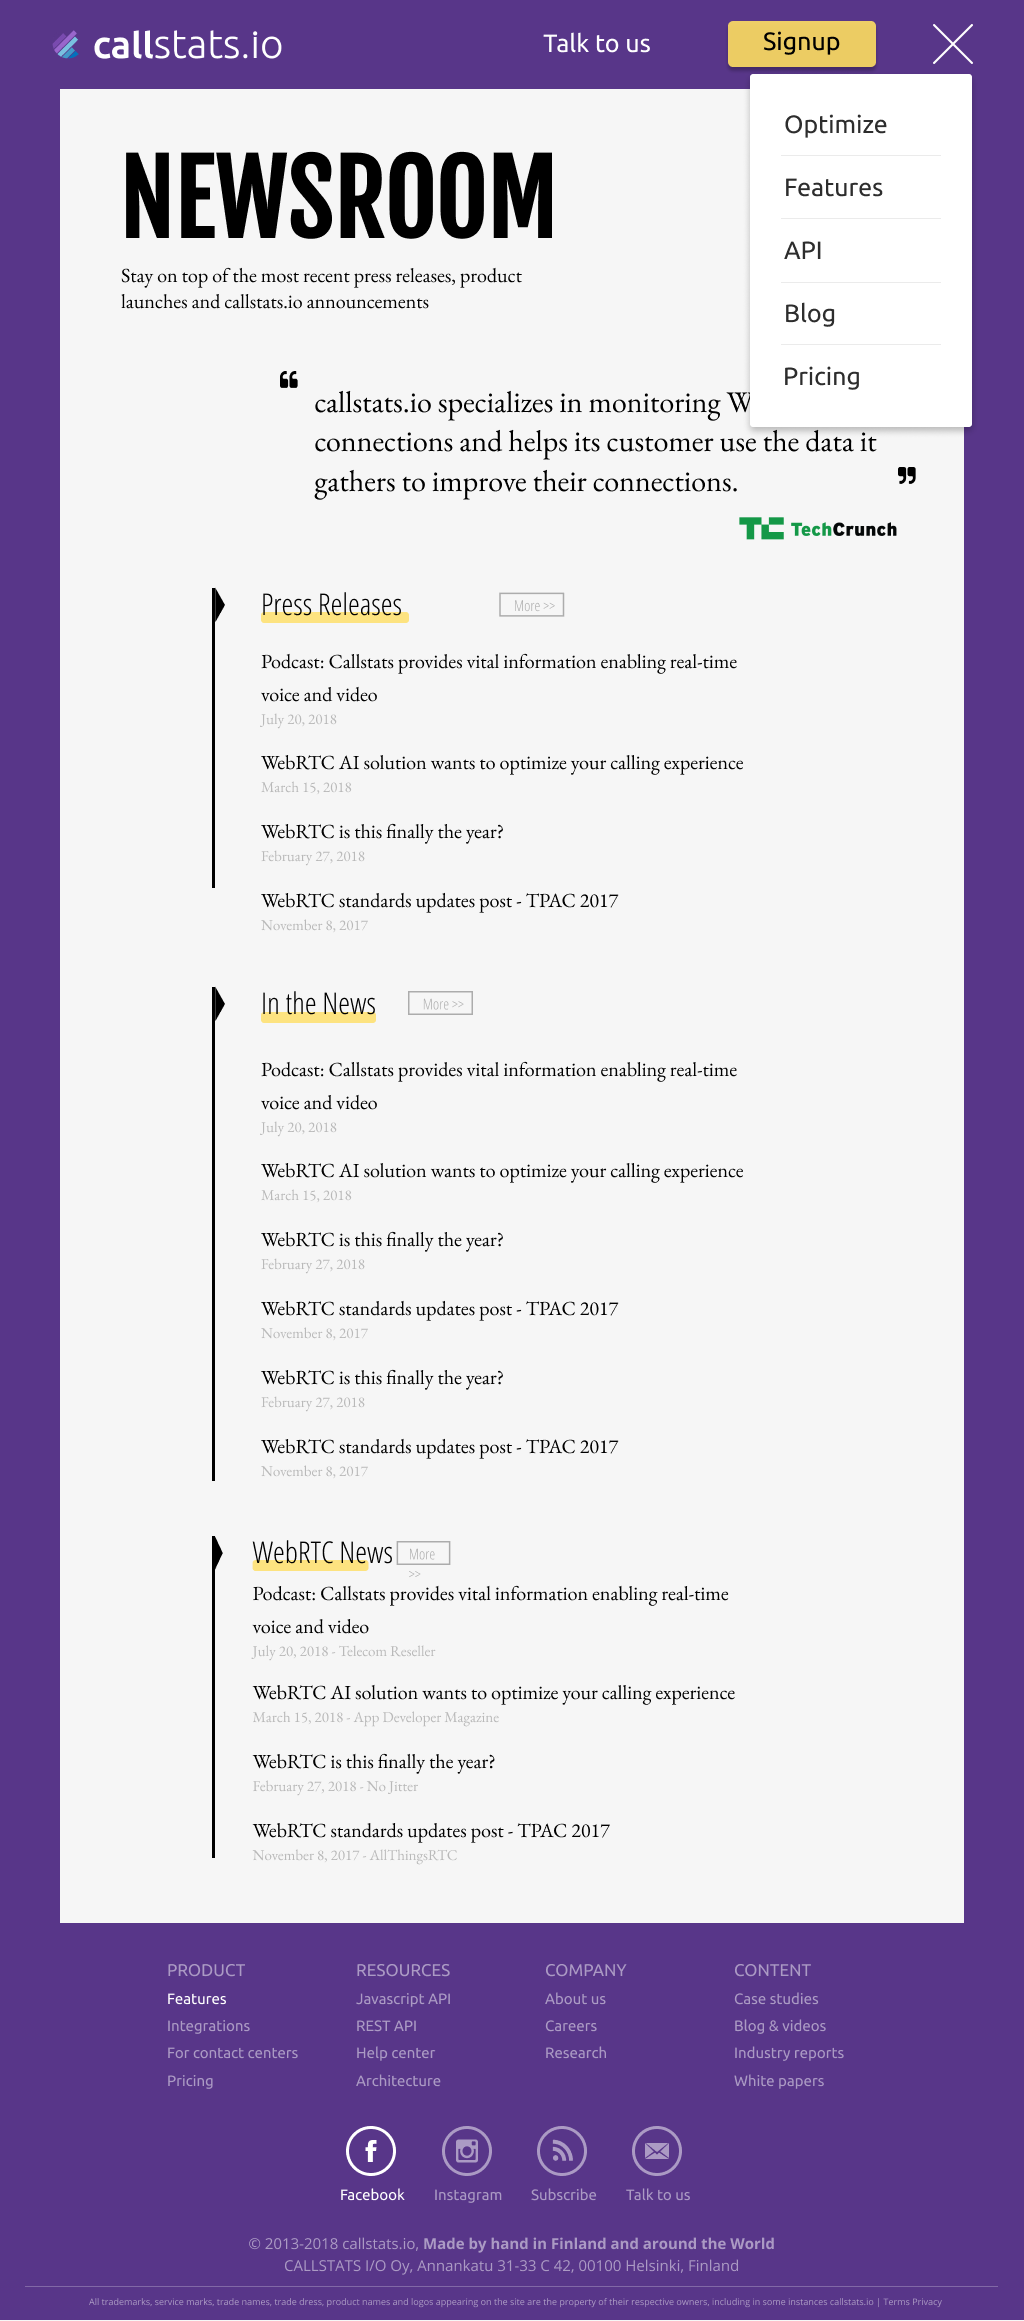 callstats.io
Talk to us
Signup
Optimize
Features
API
Blog
Pricing
NEWSROOM
Stay on top of the most recent press releases, product
launches and callstats.io announcements
“
callstats.io specializes in monitoring W
connections and helps its customer use the data it
gathers to improve their connections.
”
TC TechCrunch
Press Releases
More >>
Podcast: Callstats provides vital information enabling real-time
voice and video
July 20, 2018
WebRTC AI solution wants to optimize your calling experience
March 15, 2018
WebRTC is this finally the year?
February 27, 2018
WebRTC standards updates post - TPAC 2017
November 8, 2017
In the News
More >>
Podcast: Callstats provides vital information enabling real-time
voice and video
July 20, 2018
WebRTC AI solution wants to optimize your calling experience
March 15, 2018
WebRTC is this finally the year?
February 27, 2018
WebRTC standards updates post - TPAC 2017
November 8, 2017
WebRTC is this finally the year?
February 27, 2018
WebRTC standards updates post - TPAC 2017
November 8, 2017
WebRTC News
More
>>
Podcast: Callstats provides vital information enabling real-time
voice and video
July 20, 2018 - Telecom Reseller
WebRTC AI solution wants to optimize your calling experience
March 15, 2018 - App Developer Magazine
WebRTC is this finally the year?
February 27, 2018 - No Jitter
WebRTC standards updates post - TPAC 2017
November 8, 2017 - AllThingsRTC
PRODUCT
Features
Integrations
For contact centers
Pricing
RESOURCES
Javascript API
REST API
Help center
Architecture
COMPANY
About us
Careers
Research
CONTENT
Case studies
Blog & videos
Industry reports
White papers
Facebook
Instagram
Subscribe
Talk to us
© 2013-2018 callstats.io, Made by hand in Finland and around the World
CALLSTATS I/O Oy, Annankatu 31-33 C 42, 00100 Helsinki, Finland
All trademarks, service marks, trade names, trade dress, product names and logos appearing on the site are the property of their respective owners, including in some instances callstats.io | Terms Privacy